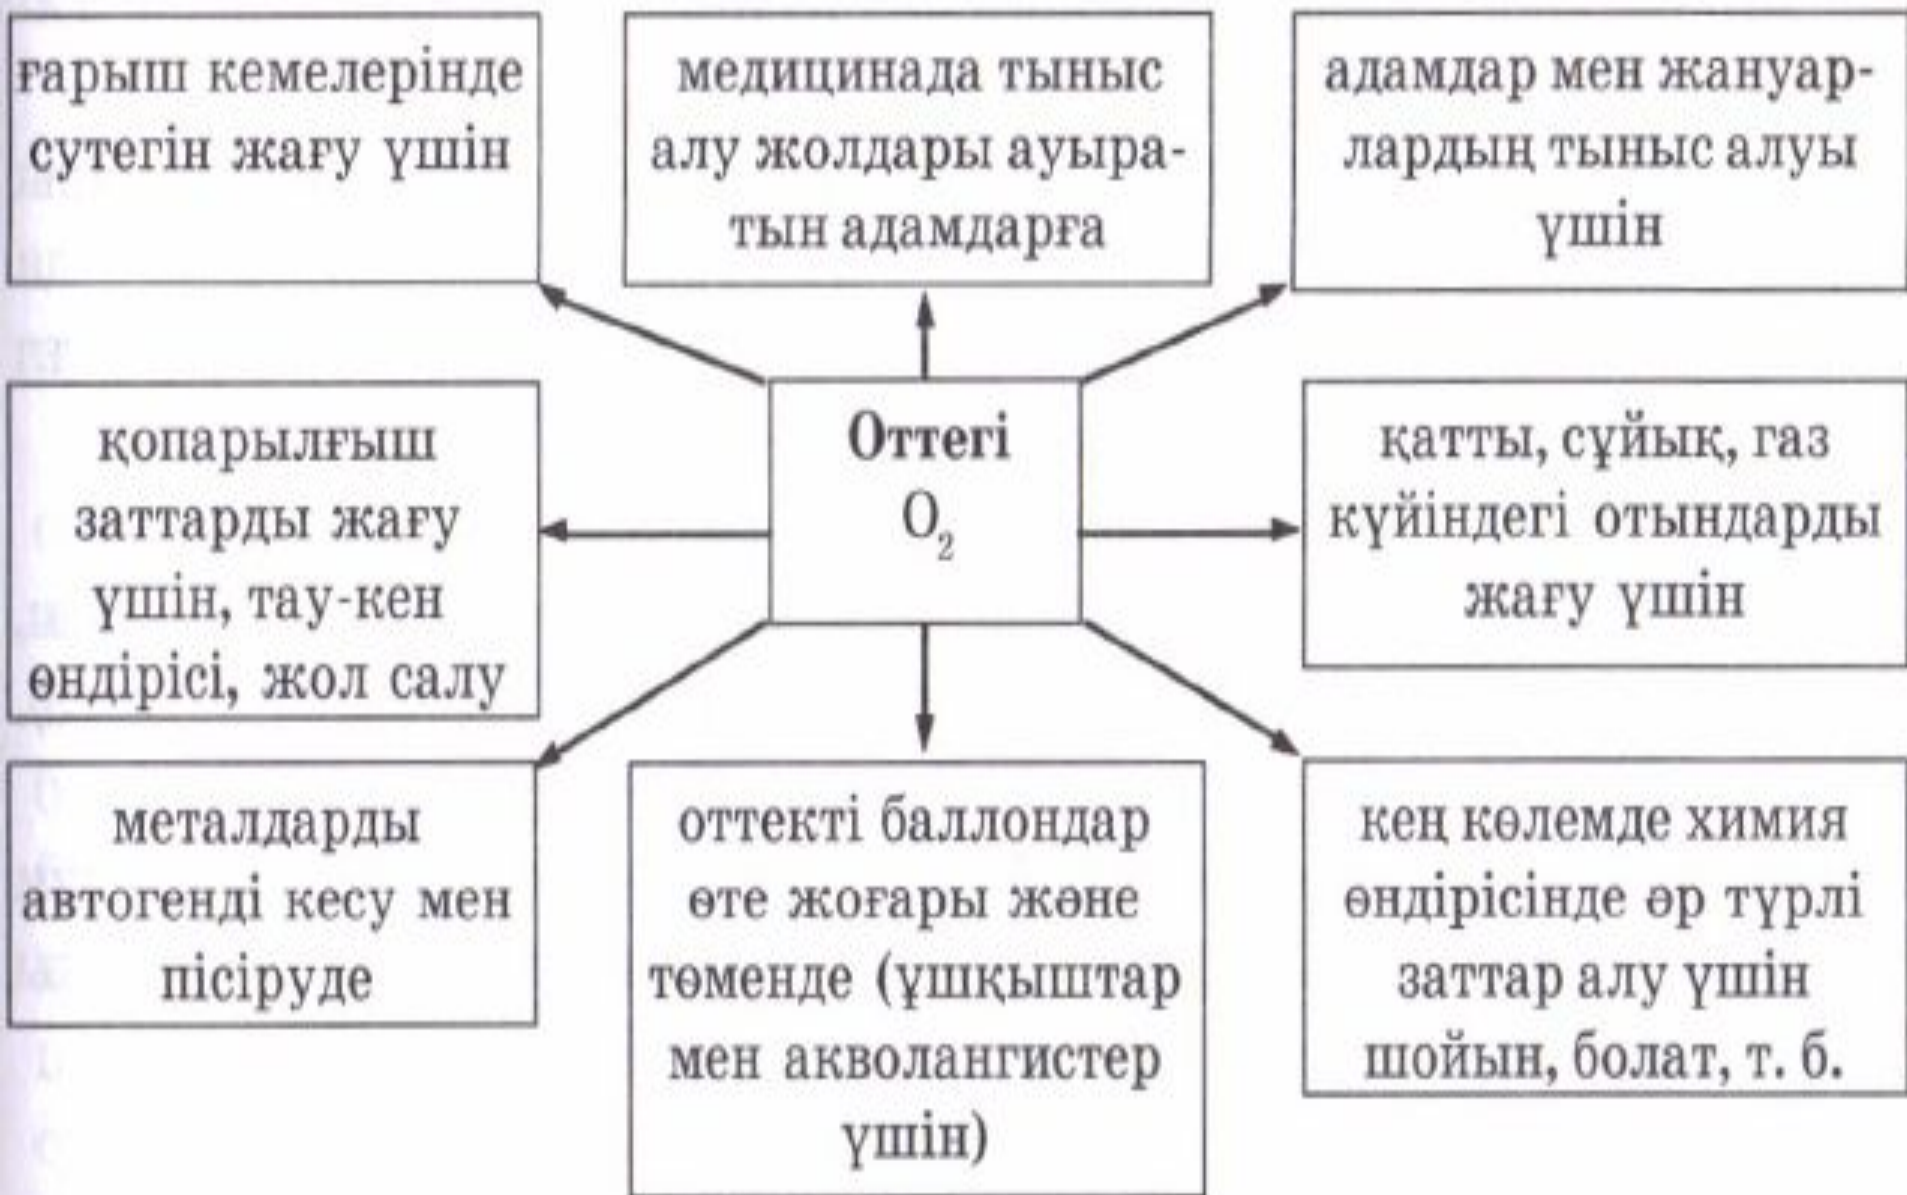 ғарыш кемелерінде
сутегін жағу үшін
медицинада тыныс
алу жолдары ауыра-
тын адамдарға
адамдар мен жануар-
лардың тыныс алуы
үшін
қопарылғыш
заттарды жағу
үшін, тау-кен
өндірісі, жол салу
Оттегі
O₂
қатты, сұйық, газ
күйіндегі отындарды
жағу үшін
металдарды
автогенді кесу мен
пісіруде
оттекті баллондар
өте жоғары және
төменде (ұшқыштар
мен акволангистер
үшін)
кең көлемде химия
өндірісінде әр түрлі
заттар алу үшін
шойын, болат, т. б.